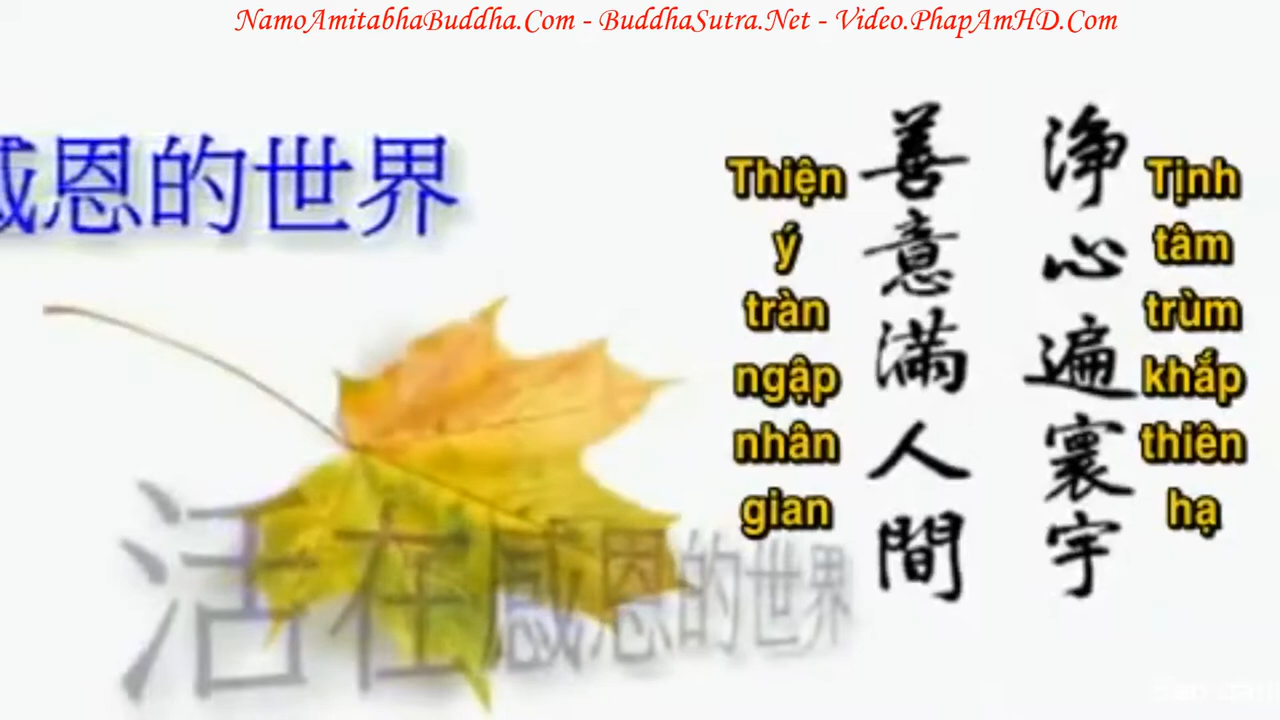 NamoAmitabhaBuddha.Com - BuddhaSutra.Net - Video.PhapAmHD.Com
感恩的世界
Tịnh tâm trùm khắp thiên hạ
淨心遍寰宇
善意滿人間
Thiện ý tràn ngập nhân gian
活在感恩的世界